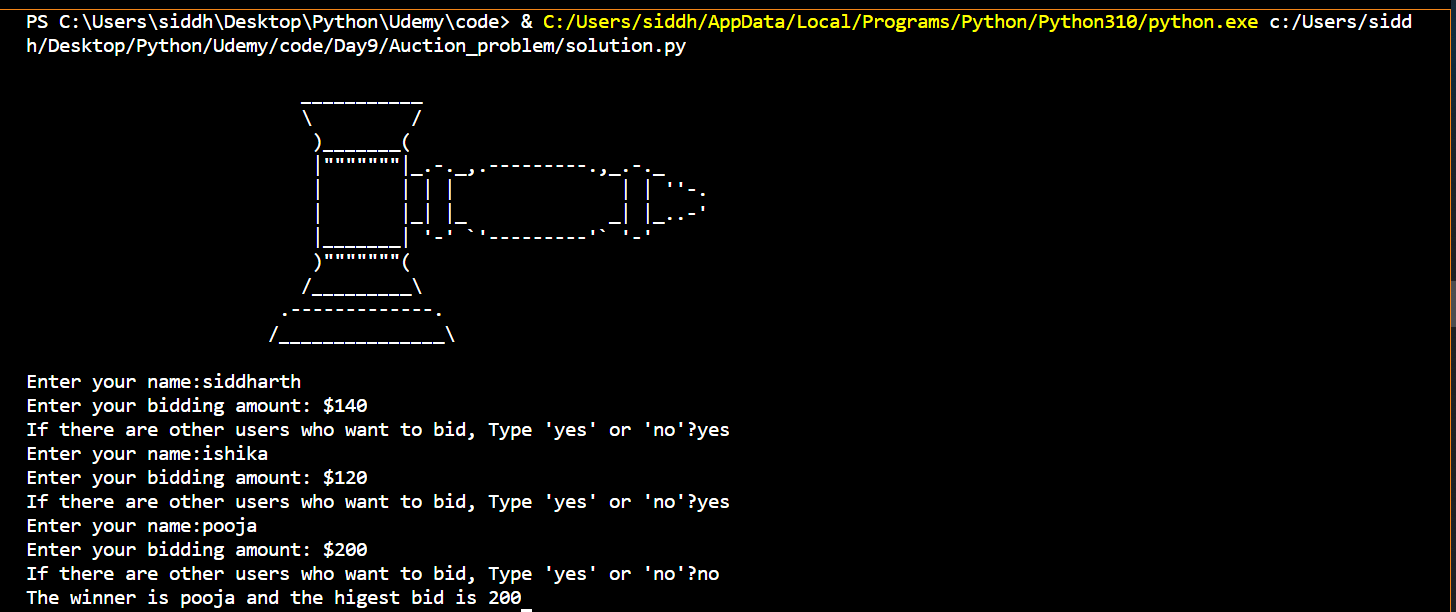 PS C:\Users\siddh\Desktop\Python\Udemy\code> & C:/Users/siddh/AppData/Local/Programs/Python/Python310/python.exe c:/Users/sidd
h/Desktop/Python/Udemy/code/Day9/Auction_problem/solution.py
                         ___________
                         \         /
                          )_______(
                          |"""""""|_.-._,.---------.,_.-._
                          |       | | |               | | ''-.
                          |       |_| |_             _| |_..-'
                          |_______| '-' `'---------'` '-'
                          )"""""""(
                         /_________\
                       .-------------.
                      /_______________\
Enter your name:siddharth
Enter your bidding amount: $140
If there are other users who want to bid, Type 'yes' or 'no'?yes
Enter your name:ishika
Enter your bidding amount: $120
If there are other users who want to bid, Type 'yes' or 'no'?yes
Enter your name:pooja
Enter your bidding amount: $200
If there are other users who want to bid, Type 'yes' or 'no'?no
The winner is pooja and the higest bid is 200